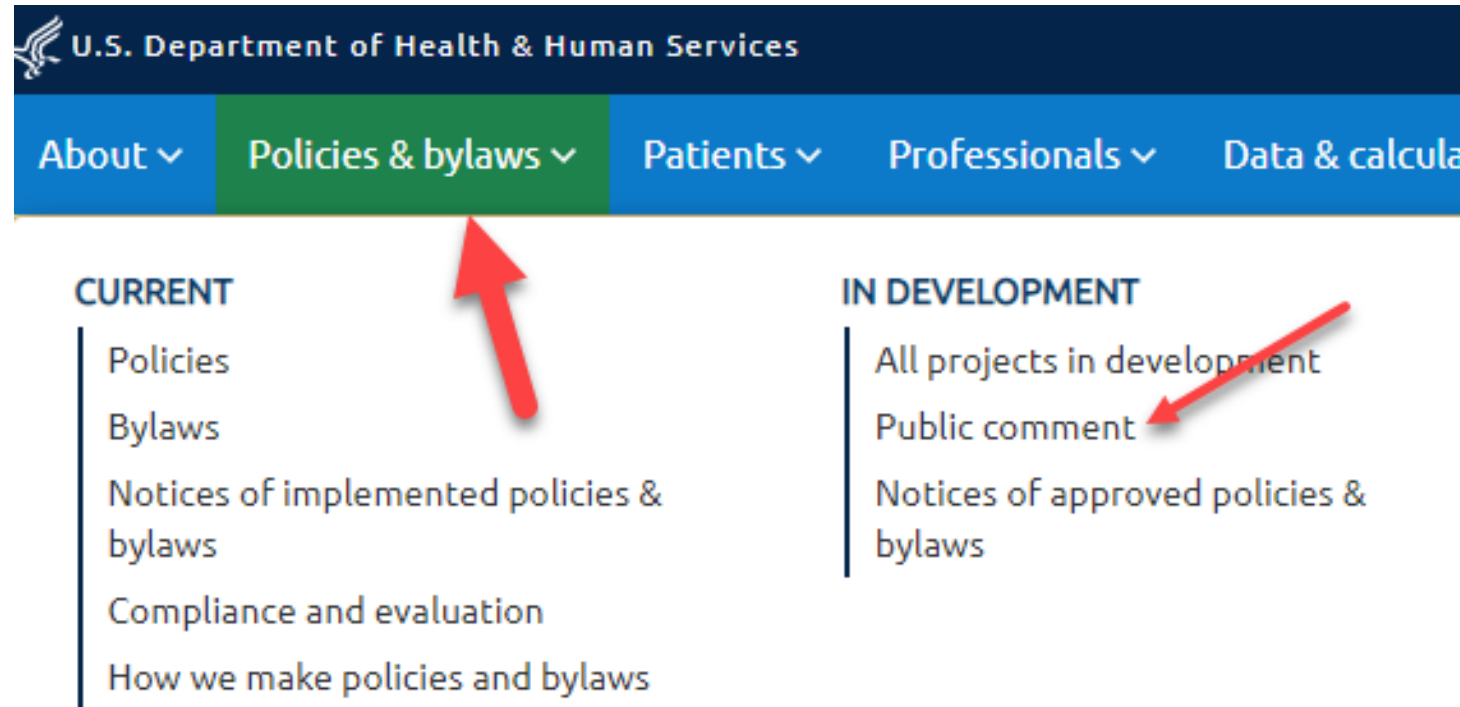 U.S. Department of Health & Human Services
About
Policies & bylaws
Patients
Professionals
Data & calcula
CURRENT
Policies
Bylaws
Notices of implemented policies &
bylaws
Compliance and evaluation
How we make policies and bylaws
IN DEVELOPMENT
All projects in development
Public comment
Notices of approved policies &
bylaws